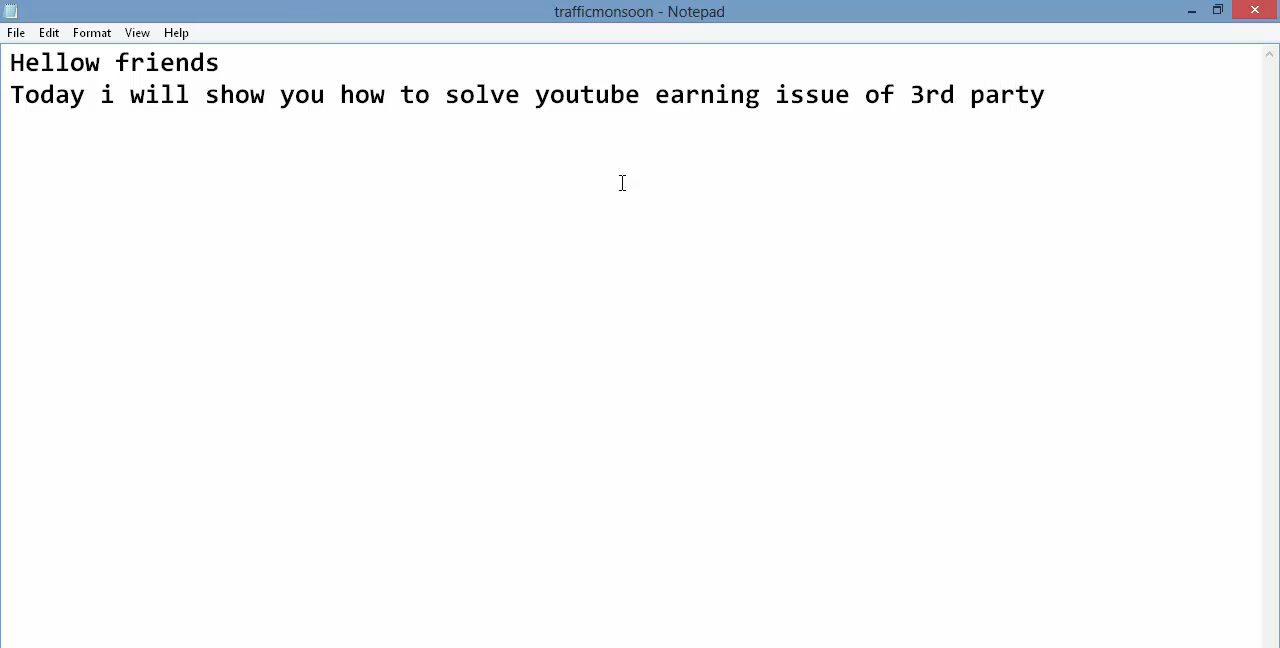 trafficmonsoon - Notepad
File Edit Format View Help
Hellow friends
Today i will show you how to solve youtube earning issue of 3rd party